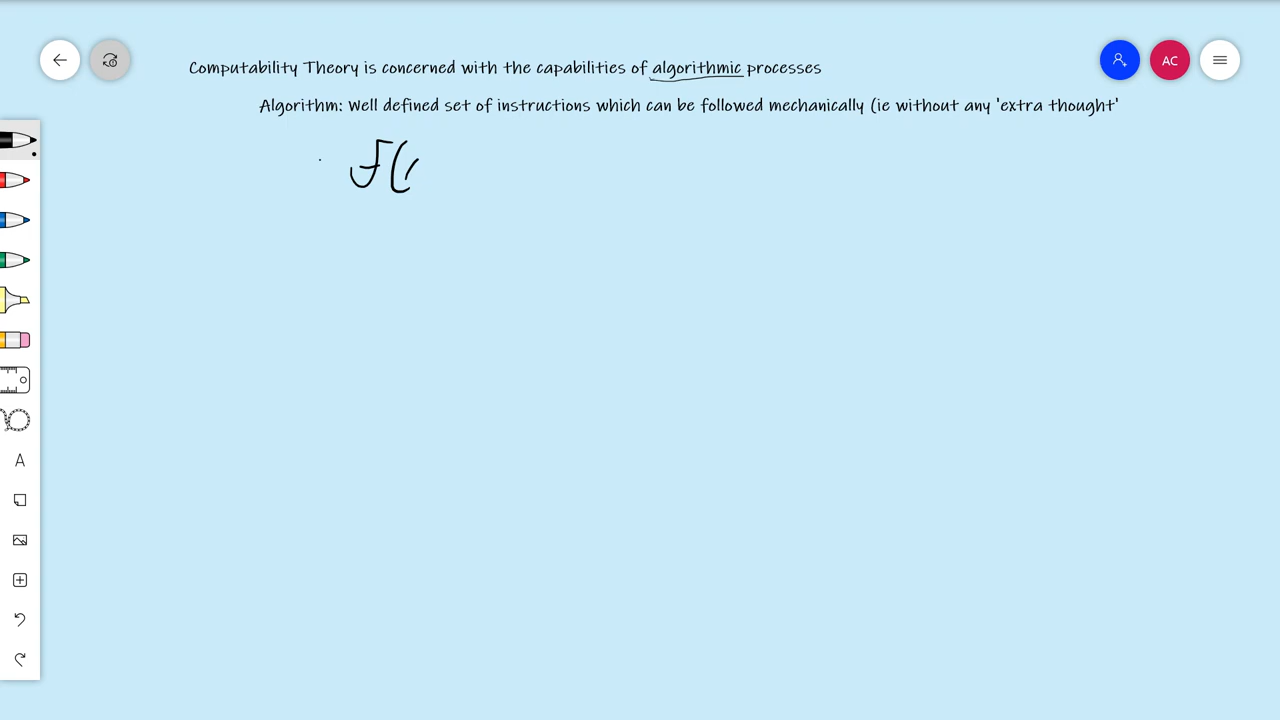 Computability Theory is concerned with the capabilities of algorithmic processes
AC
Algorithm: Well defined set of instructions which can be followed mechanically (ie without any 'extra thought'
f(
A